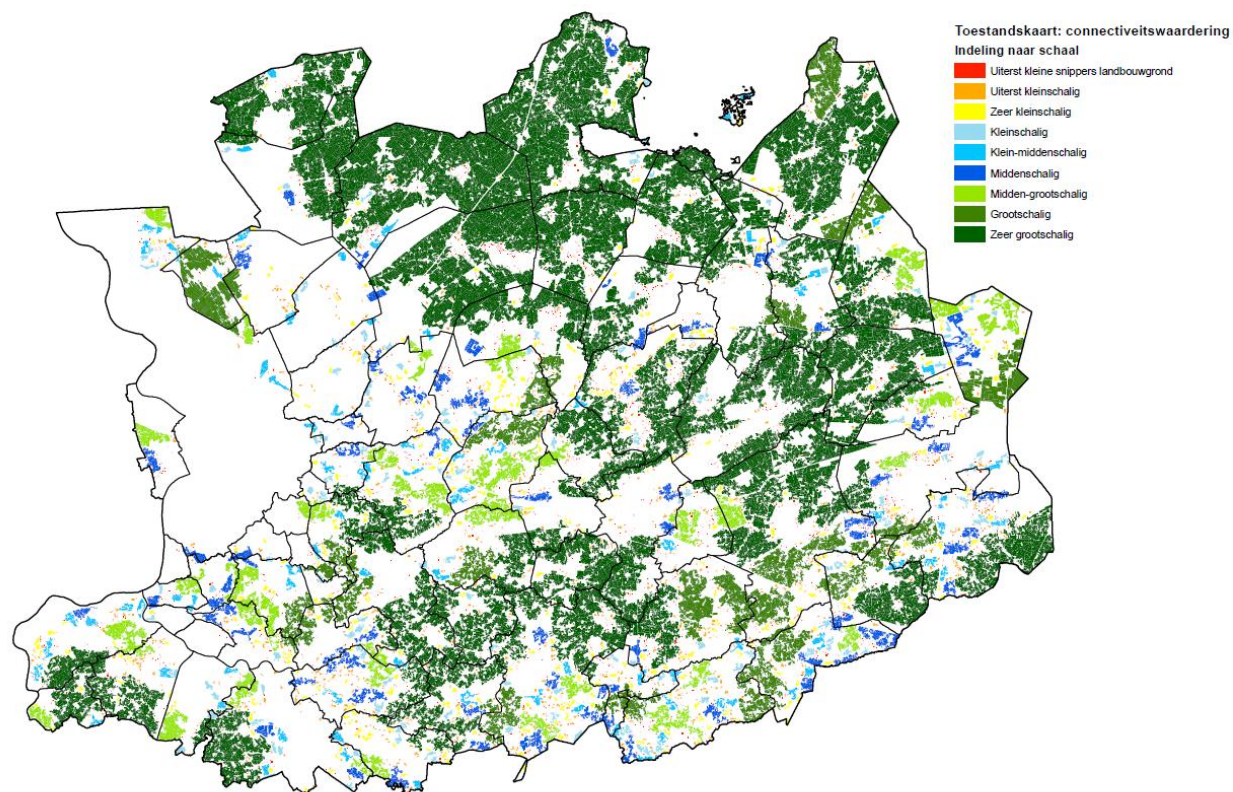 Toestandskaart: connectiveitswaardering
Indeling naar schaal
Uiterst kleine snippers landbouwgrond
Uiterst kleinschalig
Zeer kleinschalig
Kleinschalig
Klein-middenschalig
Middenschalig
Midden-grootschalig
Grootschalig
Zeer grootschalig